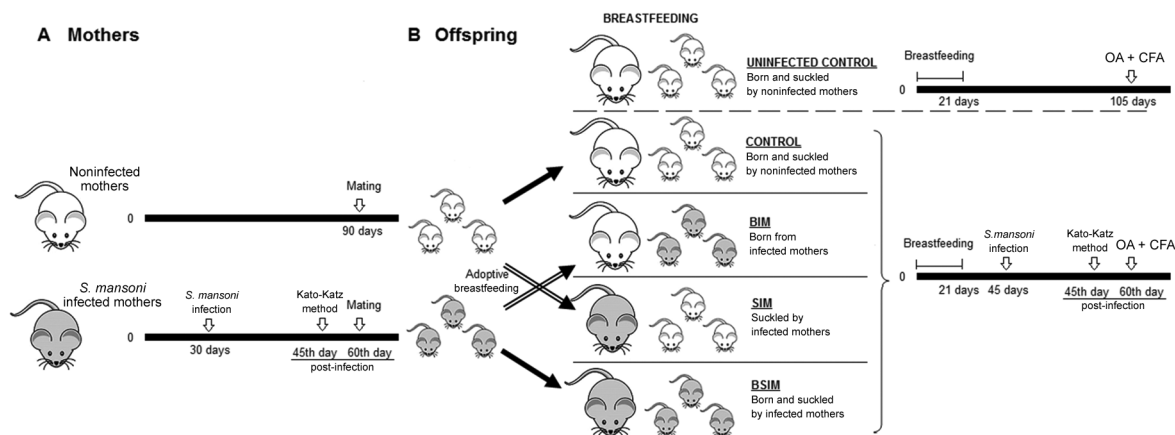 A Mothers
Noninfected
mothers
0
Mating
90 days
S. mansoni
infected mothers
0
S. mansoni
infection
30 days
Kato-Katz
method
Mating
45th day
60th day
post-infection
B Offspring
Adoptive
breastfeeding
BREASTFEEDING
UNINFECTED CONTROL
Born and suckled
by noninfected mothers
CONTROL
Born and suckled
by noninfected mothers
BIM
Born from
infected mothers
SIM
Suckled by
infected mothers
BSIM
Born and suckled
by infected mothers
Breastfeeding
0
21 days
OA + CFA
105 days
Breastfeeding
0
21 days
S.mansoni
infection
45 days
Kato-Katz
method
OA + CFA
45th day
60th day
post-infection